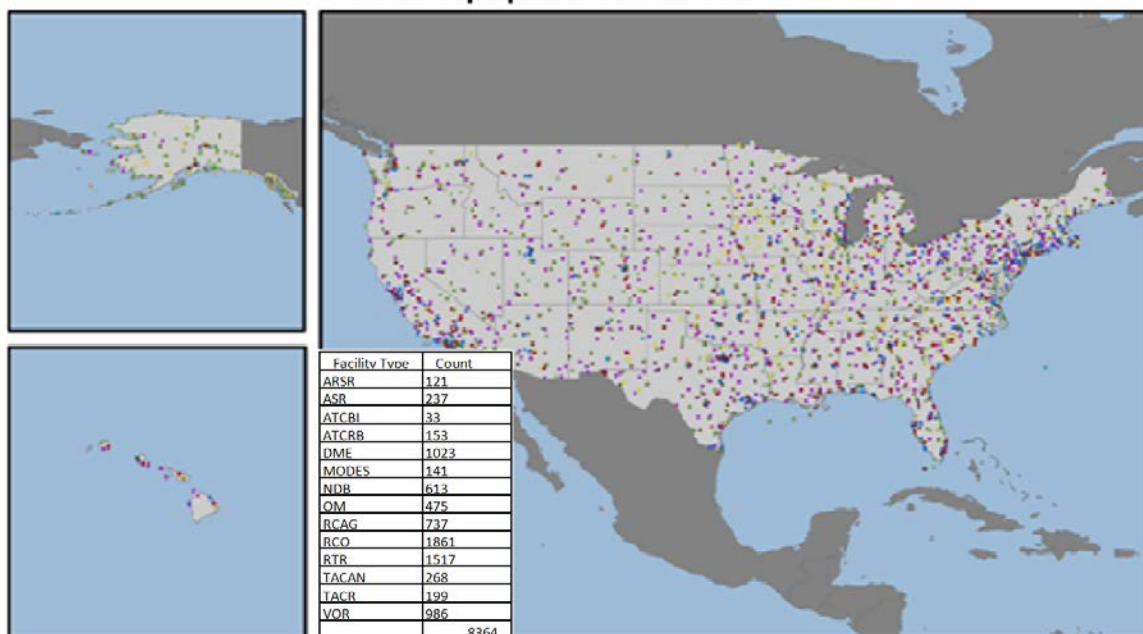 Facility Type Count
ARSR 121
ASR 237
ATCBI 33
ATCRB 153
DME 1023
MODES 141
NDB 613
OM 475
RCAG 737
RCO 1861
RTR 1517
TACAN 268
TACR 199
VOR 986
8364